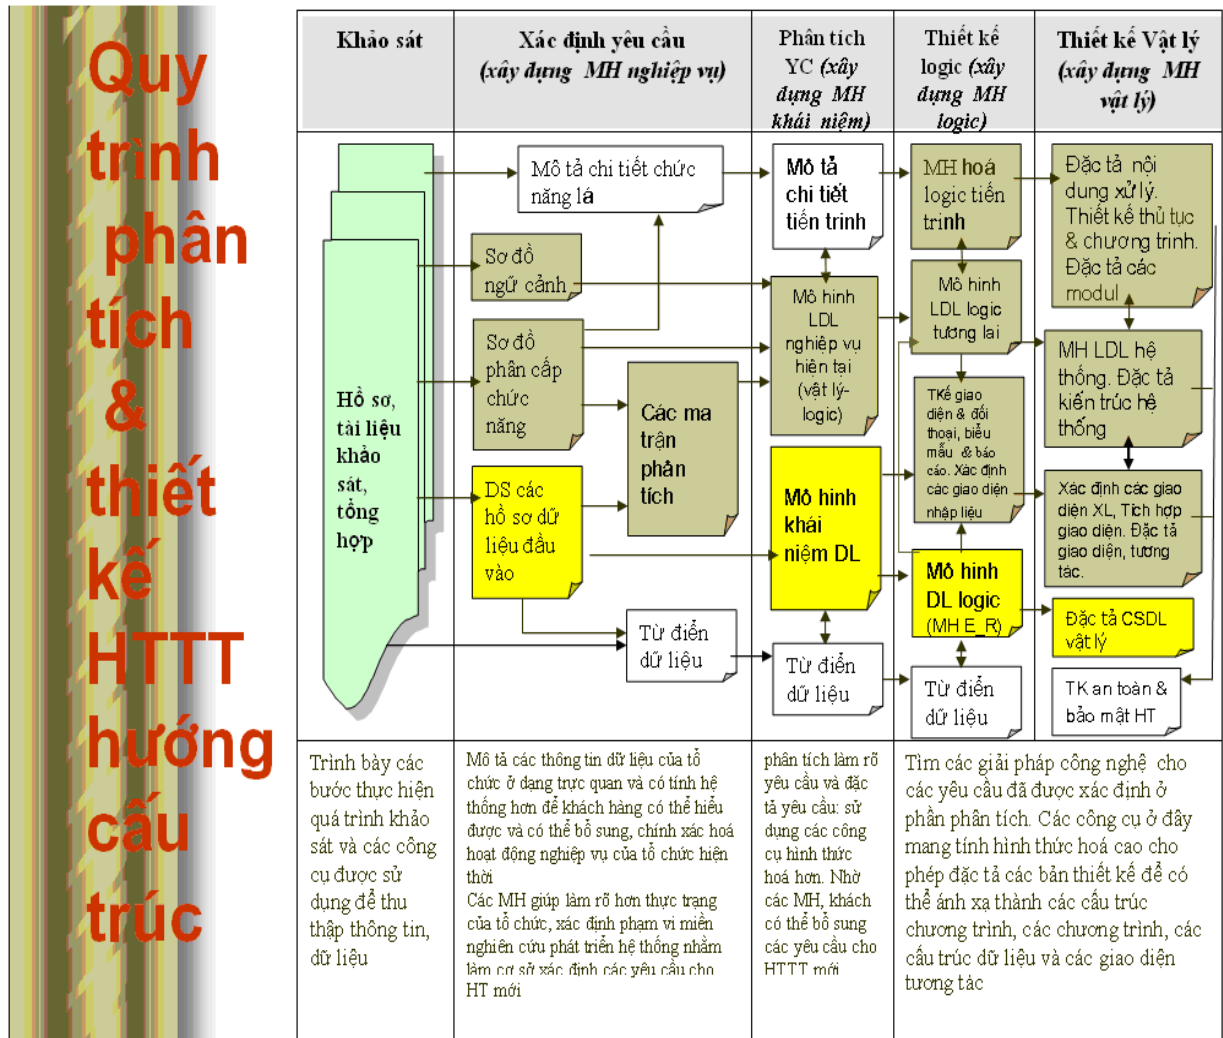 Quy
trình
phân
tích
&
thiết
kế
HTTT
hướng
cấu
trúc
Khảo sát
Xác định yêu cầu
(xây dựng MH nghiệp vụ)
Phân tích
YC (xây
dựng MH
khái niệm)
Thiết kế
logic (xây
dựng MH
logic)
Thiết kế Vật lý
(xây dựng MH
vật lý)
Hồ sơ,
tài liệu
khảo
sát,
tổng
hợp
Mô tả chi tiết chức
năng lá
Sơ đồ
ngữ cảnh
Sơ đồ
phân cấp
chức
năng
Các ma
trận phân
tích
DS các
hồ sơ dữ
liệu đầu
vào
Từ điển
dữ liệu
Mô tả
chi tiết
tiến trình
Mô hình
LDL
nghiệp vụ
hiện tại
(vật lý-
logic)
Mô hình
khái
niệm DL
Từ điển
dữ liệu
MH hoá
logic tiến
trình
Mô hình
LDL logic
tương lai
TKế giao
diện & đối
thoại, biểu
mẫu & báo
cáo. Xác định
các giao diện
nhập liệu
Mô hình
DL logic
(MH E_R)
Từ điển
dữ liệu
Đặc tả nội
dung xử lý.
Thiết kế thủ tục
& chương trình.
Đặc tả các
modul
MH LDL hệ
thống. Đặc tả
kiến trúc hệ
thống
Xác định các giao
diện XL, Tích hợp
giao diện. Đặc tả
giao diện, tương
tác.
Đặc tả CSDL
vật lý
TK an toàn &
bảo mật HT
Trình bày các
bước thực hiện
quá trình khảo
sát và các công
cụ được sử
dụng để thu
thập thông tin,
dữ liệu
Mô tả các thông tin dữ liệu của tổ
chức ở dạng trực quan và có tính hệ
thống hơn để khách hàng có thể hiểu
được và có thể bổ sung, chính xác hoá
hoạt động nghiệp vụ của tổ chức hiện
thời
Các MH giúp làm rõ hơn thực trạng
của tổ chức, xác định phạm vi miền
nghiên cứu phát triển hệ thống nhằm
làm cơ sở xác định các yêu cầu cho
HT mới
phân tích làm rõ
yêu cầu và đặc
tả yêu cầu: sử
dụng các công
cụ hình thức
hoá hơn. Nhờ
các MH, khách
có thể bổ sung
các yêu cầu cho
HTTT mới
Tìm các giải pháp công nghệ cho
các yêu cầu đã được xác định ở
phần phân tích. Các công cụ ở đây
mang tính hình thức hoá cao cho
phép đặc tả các bản thiết kế để có
thể ánh xạ thành các cấu trúc
chương trình, các chương trình, các
cấu trúc dữ liệu và các giao diện
tương tác